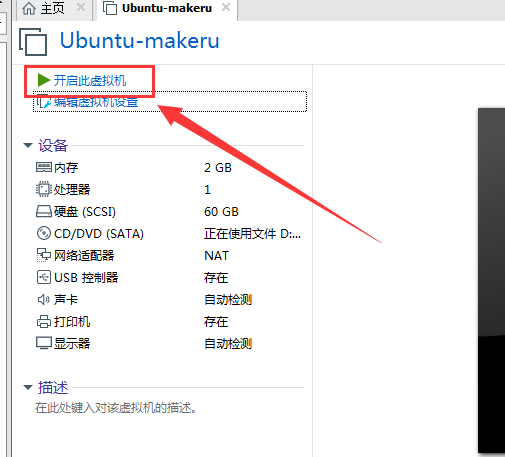 主页
Ubuntu-makeru
Ubuntu-makeru
开启此虚拟机
编辑虚拟机设置
设备
内存 2 GB
处理器 1
硬盘 (SCSI) 60 GB
CD/DVD (SATA) 正在使用文件 D:...
网络适配器 NAT
USB 控制器 存在
声卡 自动检测
打印机 存在
显示器 自动检测
描述
在此处键入对该虚拟机的描述。